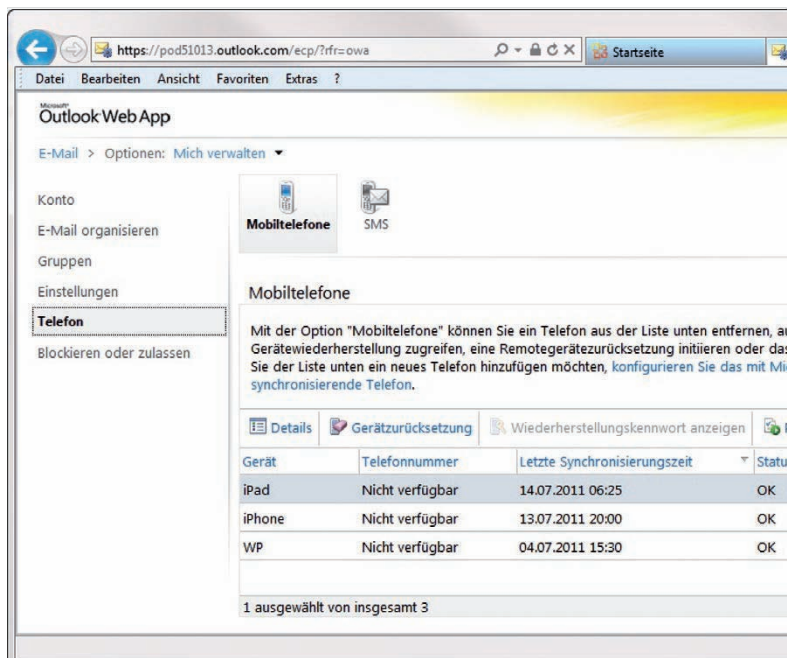 https://pod51013.outlook.com/ecp/?rfr=owa
Startseite
Datei Bearbeiten Ansicht Favoriten Extras ?
Microsoft®
Outlook Web App
E-Mail > Optionen: Mich verwalten
Konto
E-Mail organisieren
Gruppen
Einstellungen
Telefon
Blockieren oder zulassen
Mobiltelefone SMS
Mobiltelefone
Mit der Option "Mobiltelefone" können Sie ein Telefon aus der Liste unten entfernen, au
Gerätewiederherstellung zugreifen, eine Remotegerätezurücksetzung initiieren oder das
Sie der Liste unten ein neues Telefon hinzufügen möchten, konfigurieren Sie das mit Mi
synchronisierende Telefon.
Details Gerätzurücksetzung Wiederherstellungskennwort anzeigen
Gerät Telefonnummer Letzte Synchronisierungszeit Statu
iPad Nicht verfügbar 14.07.2011 06:25 OK
iPhone Nicht verfügbar 13.07.2011 20:00 OK
WP Nicht verfügbar 04.07.2011 15:30 OK
1 ausgewählt von insgesamt 3